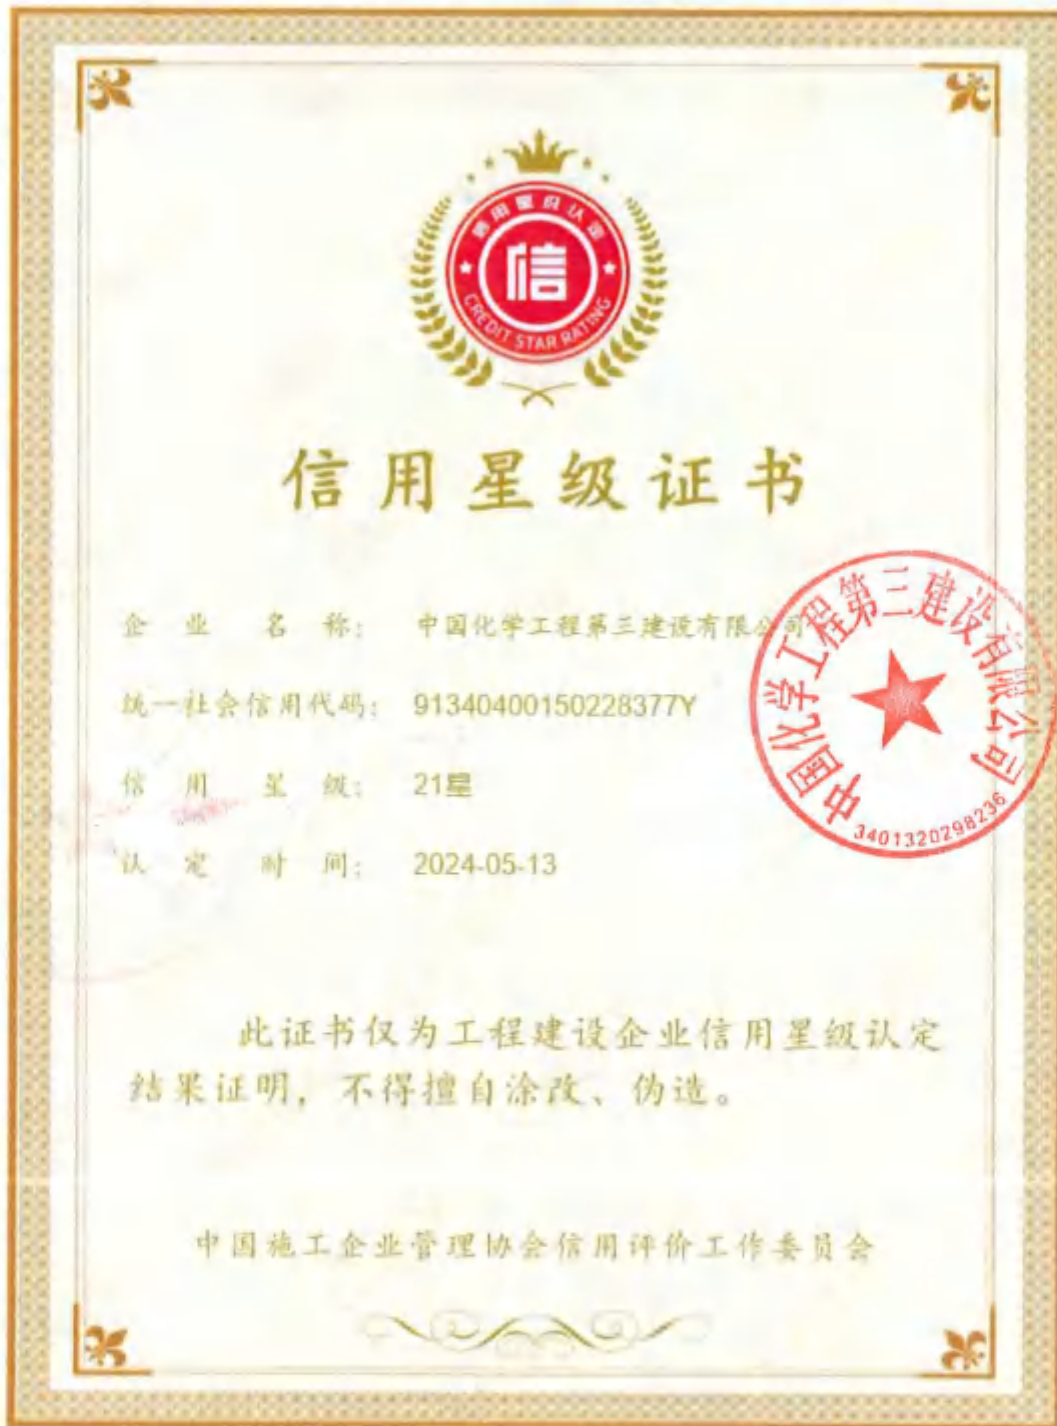 信用星级认定
信
CREDIT STAR RATING
信用星级证书
企业名称: 中国化学工程第三建设有限公司
统一社会信用代码: 91340400150228377Y
信用星级: 21星
认定时间: 2024-05-13
中国化学工程第三建设有限公司
3401320298236
此证书仅为工程建设企业信用星级认定
结果证明，不得擅自涂改、伪造。
中国施工企业管理协会信用评价工作委员会